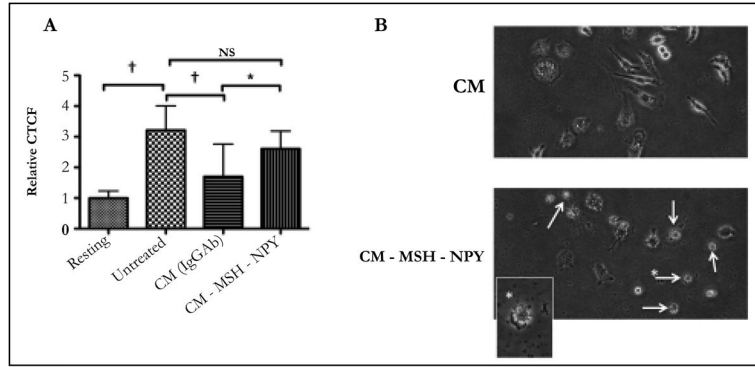 A
B
NS
†
†
*
Relative CTCF
5
4
3
2
1
0
Resting
Untreated
CM (IgGAb)
CM - MSH - NPY
CM
CM - MSH - NPY
*
*